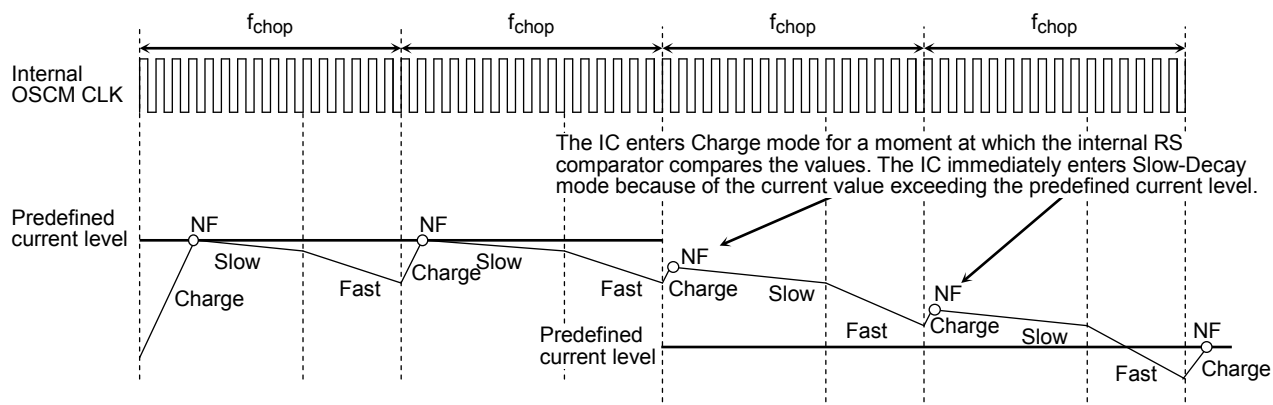 fchop
fchop
fchop
fchop
Internal
OSCM CLK
The IC enters Charge mode for a moment at which the internal RS
comparator compares the values. The IC immediately enters Slow-Decay
mode because of the current value exceeding the predefined current level.
Predefined
current level
NF
Slow
Charge
Fast
NF
Charge
Slow
Fast
NF
Charge
Slow
Fast
Predefined
current level
NF
Charge
Slow
Fast
NF
Charge